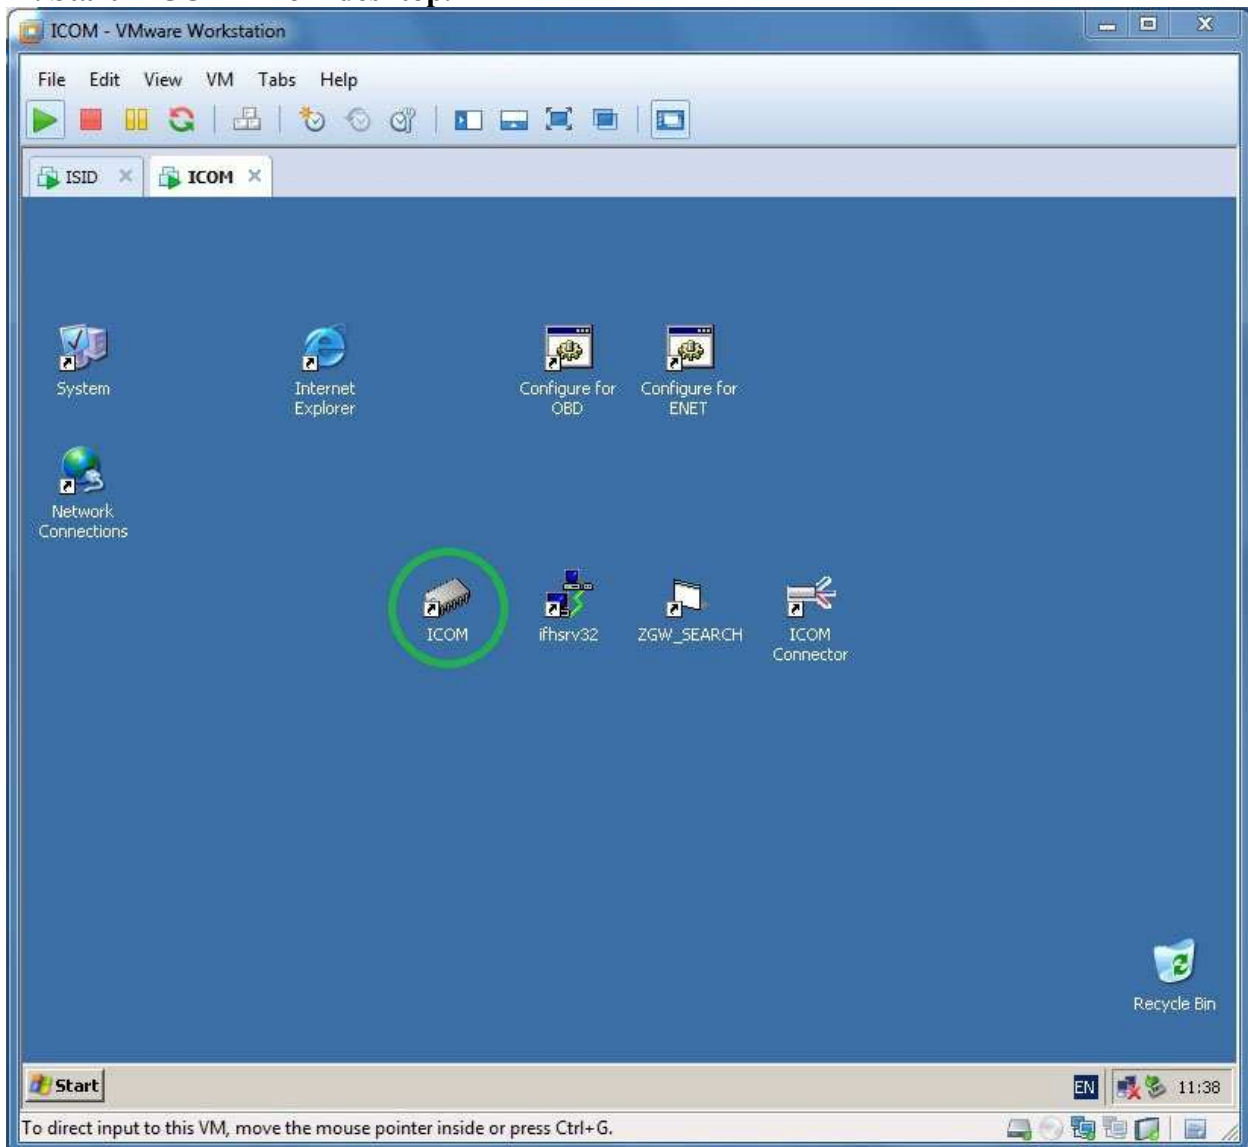 ICOM - VMware Workstation
File Edit View VM Tabs Help
ISID ICOM
System
Internet
Explorer
Configure for
OBD
Configure for
ENET
Network
Connections
ICOM
ifhsrv32
ZGW_SEARCH
ICOM
Connector
Recycle Bin
Start
EN 11:38
To direct input to this VM, move the mouse pointer inside or press Ctrl+G.